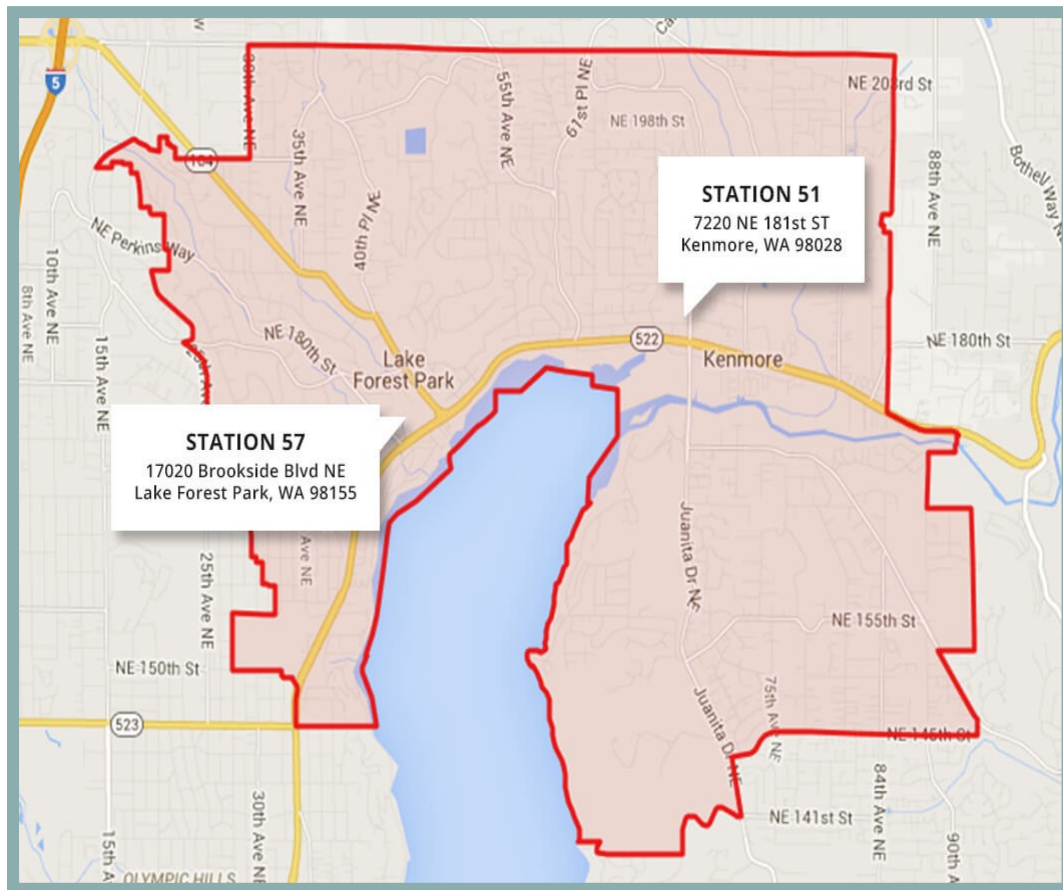 5
30th Ave NE
104
35th Ave NE
40th Pl NE
55th Ave NE
61st Pl NE
NE 198th St
NE 203rd St
88th Ave NE
NE Perkins Way
10th Ave NE
8th Ave NE
15th Ave NE
NE 180th St
25th Av
STATION 51
7220 NE 181st ST
Kenmore, WA 98028
522
Kenmore
NE 180th St
Lake
Forest Park
STATION 57
17020 Brookside Blvd NE
Lake Forest Park, WA 98155
Ave NE
25th Ave NE
Juanita Dr NE
NE 155th St
NE 150th St
75th Ave NE
Juanita Dr NE
523
NE 145th St
30th Ave NE
84th Ave NE
NE 141st St
90th A
15th A
OLYMPIC HILLS